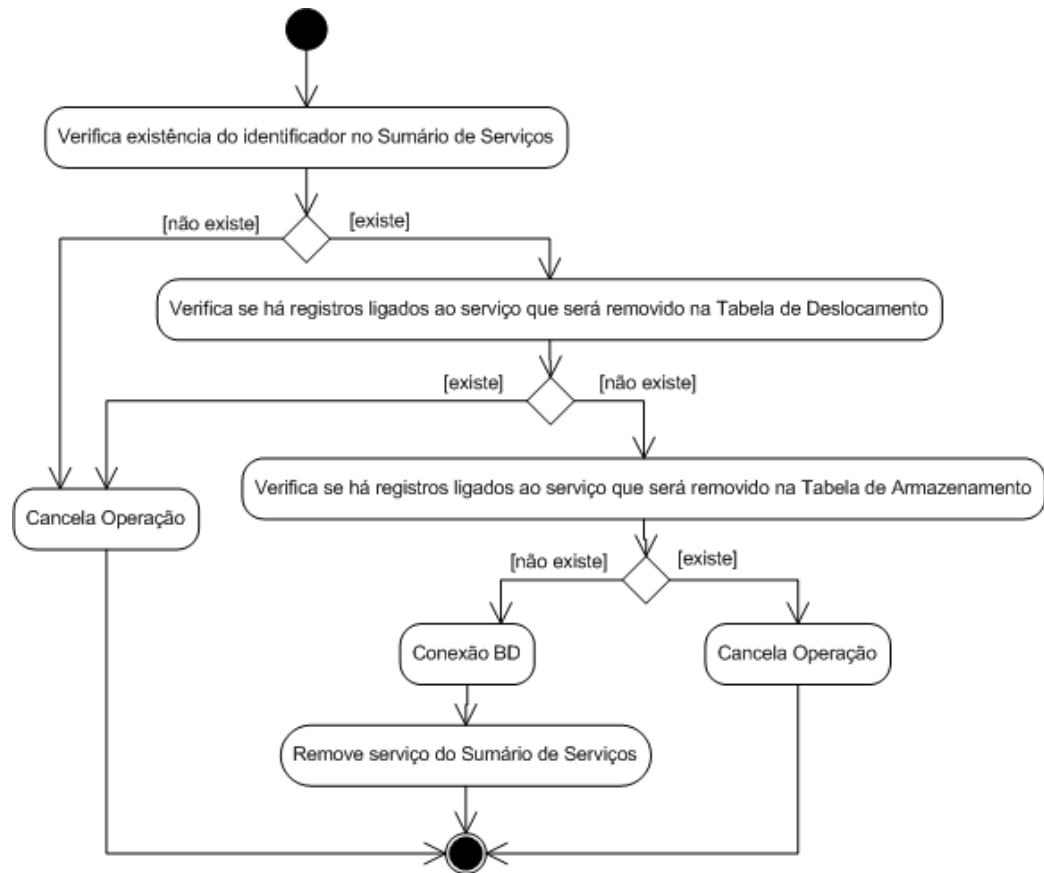 Verifica existência do identificador no Sumário de Serviços
[não existe]
[existe]
Verifica se há registros ligados ao serviço que será removido na Tabela de Deslocamento
[existe]
[não existe]
Verifica se há registros ligados ao serviço que será removido na Tabela de Armazenamento
Cancela Operação
[não existe]
[existe]
Conexão BD
Cancela Operação
Remove serviço do Sumário de Serviços